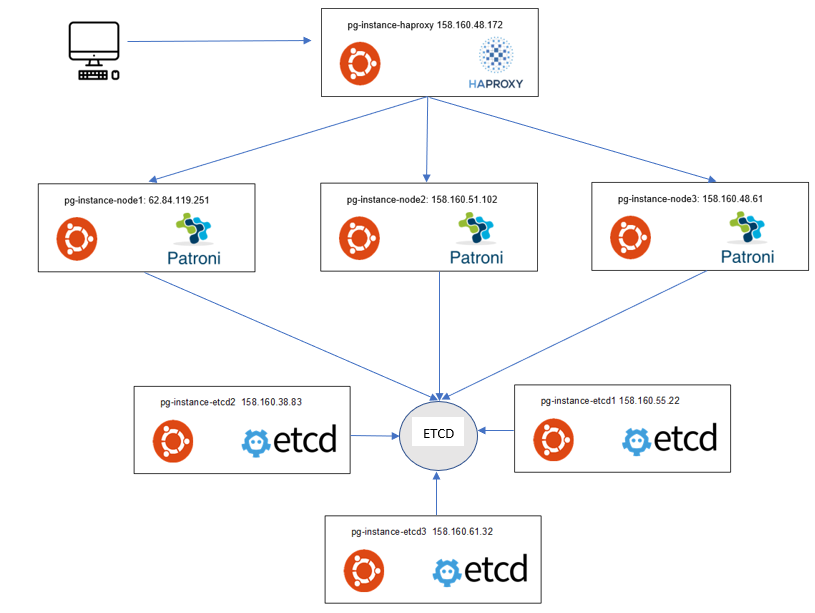 pg-instance-haproxy 158.160.48.172
HAPROXY
pg-instance-node1: 62.84.119.251
Patroni
pg-instance-node2: 158.160.51.102
Patroni
pg-instance-node3: 158.160.48.61
Patroni
pg-instance-etcd2 158.160.38.83
etcd
ETCD
pg-instance-etcd1 158.160.55.22
etcd
pg-instance-etcd3 158.160.61.32
etcd